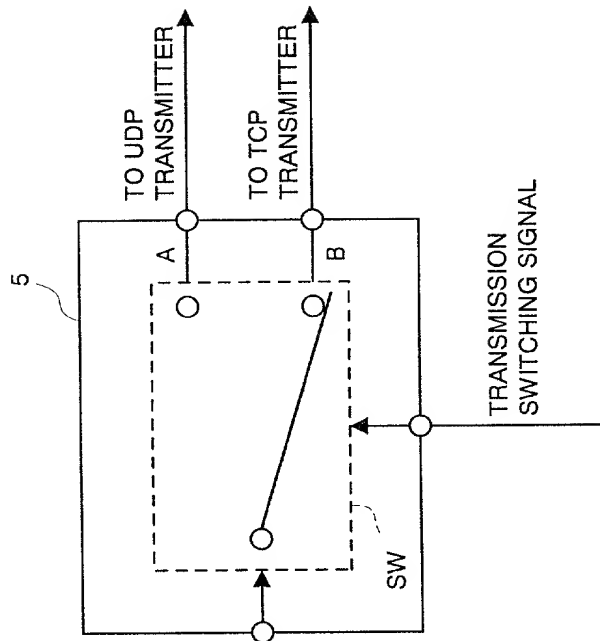 5
TO UDP
TRANSMITTER
A
TO TCP
TRANSMITTER
B
SW
TRANSMISSION
SWITCHING SIGNAL